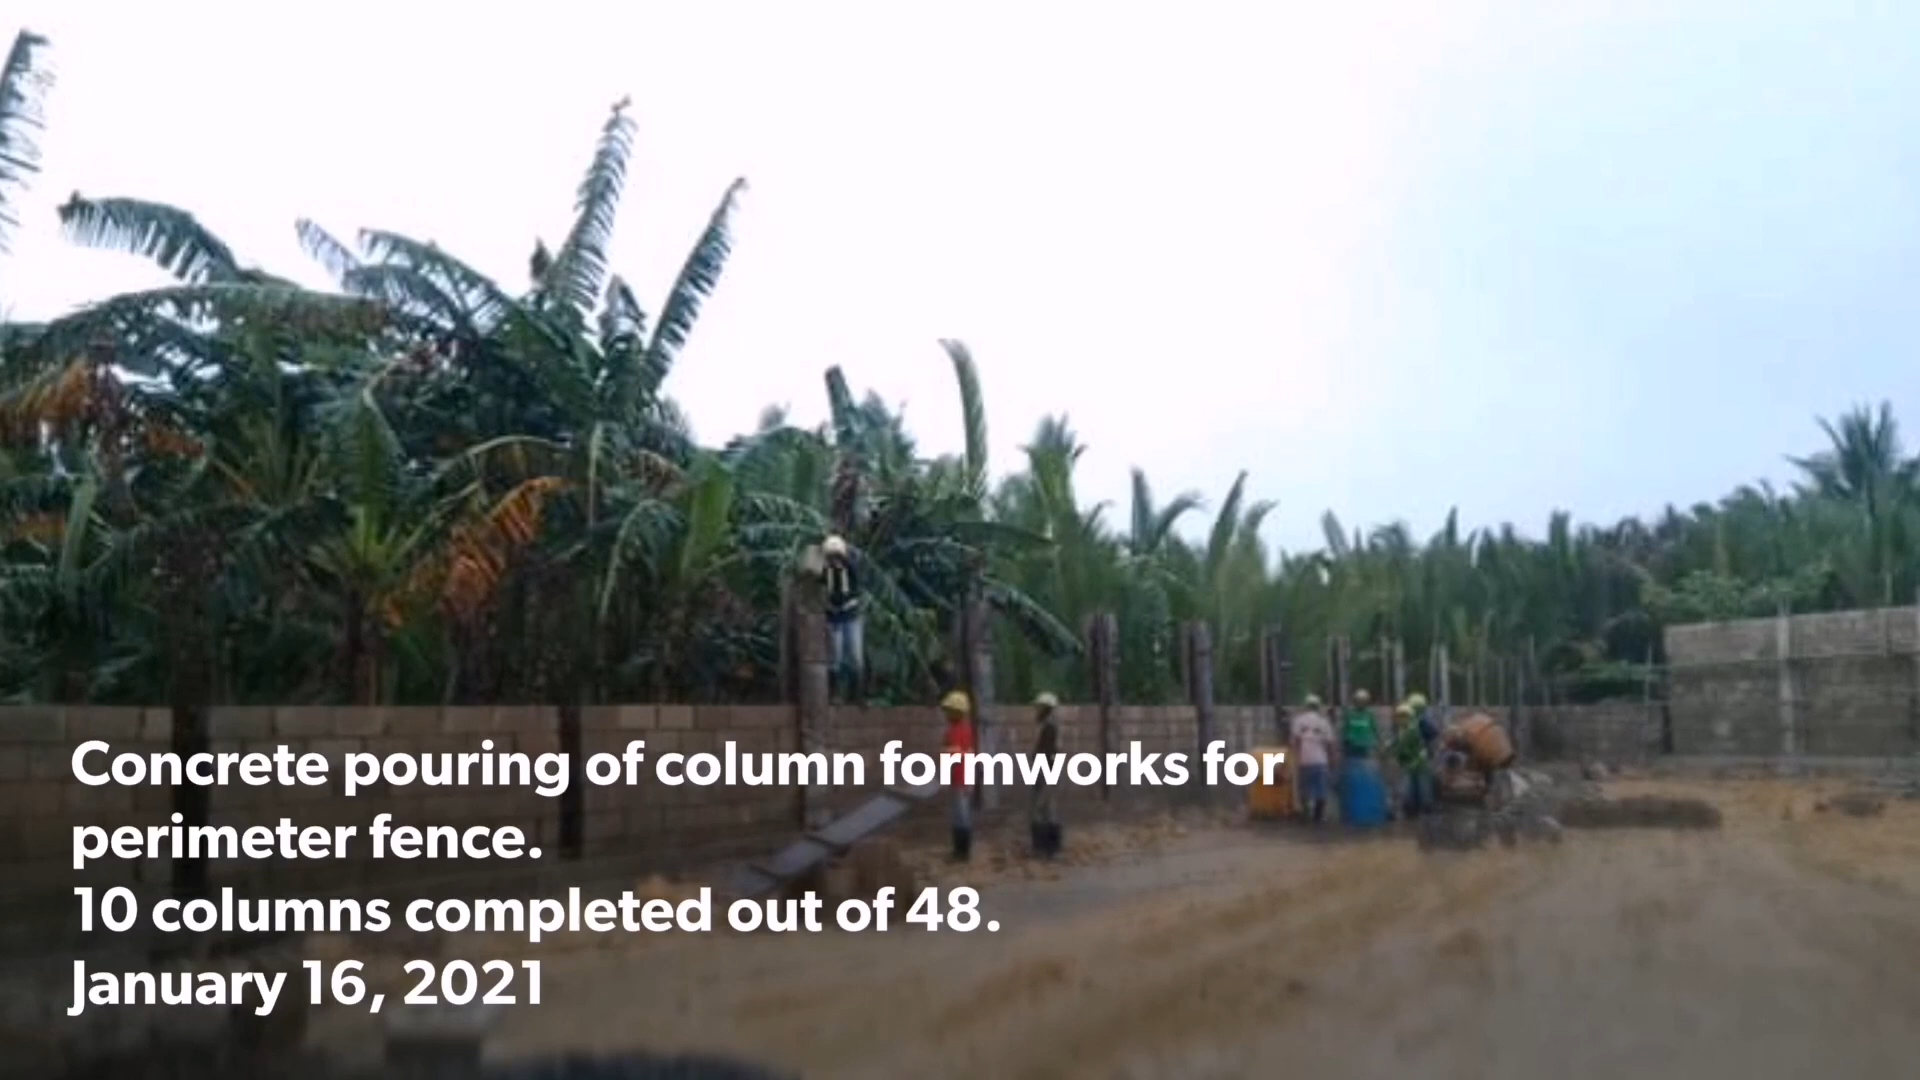 Concrete pouring of column formworks for
perimeter fence.
10 columns completed out of 48.
January 16, 2021